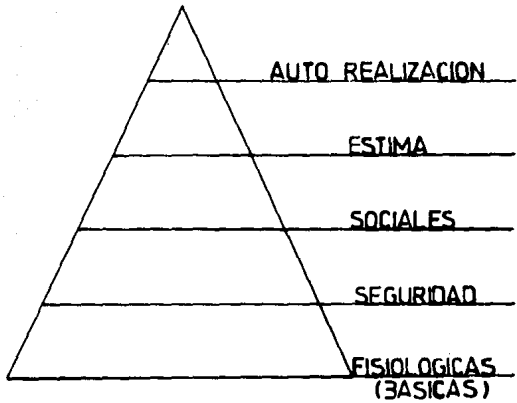 AUTO REALIZACION
ESTIMA
SOCIALES
SEGURIDAD
FISIOLOGICAS
(BASICAS)